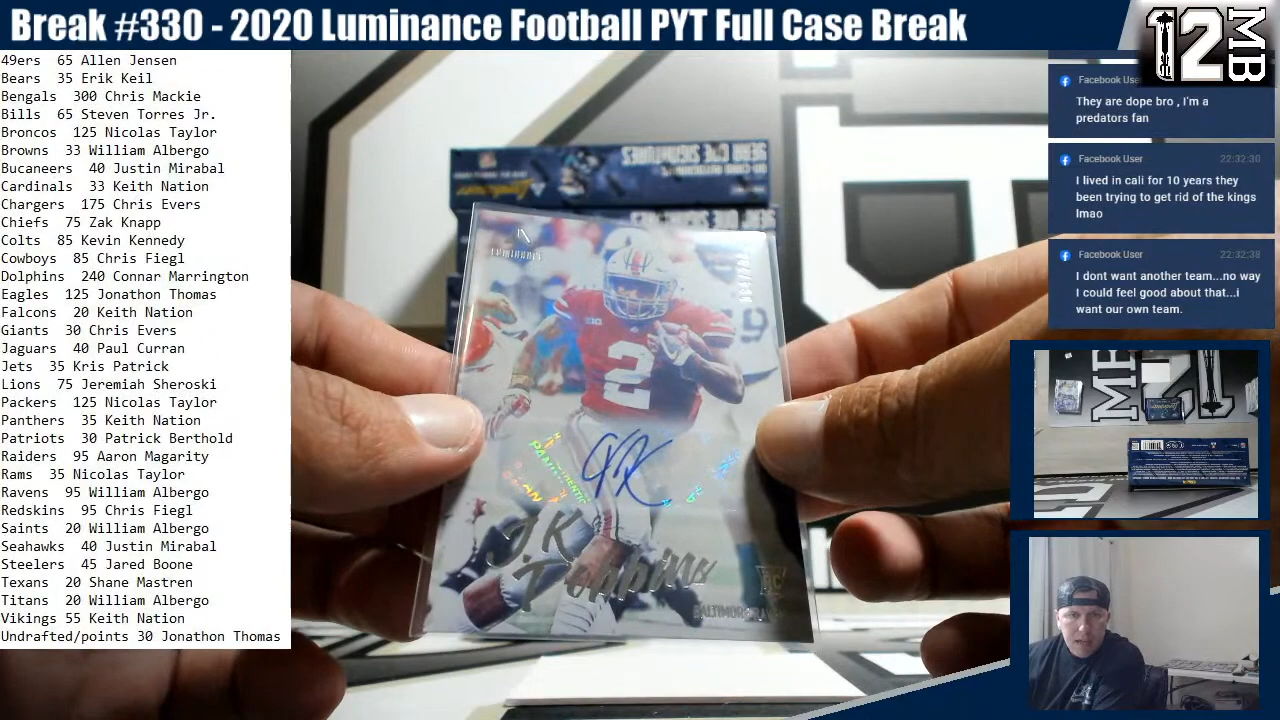 Break #330 - 2020 Luminance Football PYT Full Case Break
12
MB
49ers 65 Allen Jensen
Bears 35 Erik Keil
Bengals 300 Chris Mackie
Bills 65 Steven Torres Jr.
Broncos 125 Nicolas Taylor
Browns 33 William Albergo
Bucaneers 40 Justin Mirabal
Cardinals 33 Keith Nation
Chargers 175 Chris Evers
Chiefs 75 Zak Knapp
Colts 85 Kevin Kennedy
Cowboys 85 Chris Fiegl
Dolphins 240 Connar Marrington
Eagles 125 Jonathon Thomas
Falcons 20 Keith Nation
Giants 30 Chris Evers
Jaguars 40 Paul Curran
Jets 35 Kris Patrick
Lions 75 Jeremiah Sheroski
Packers 125 Nicolas Taylor
Panthers 35 Keith Nation
Patriots 30 Patrick Berthold
Raiders 95 Aaron Magarity
Rams 35 Nicolas Taylor
Ravens 95 William Albergo
Redskins 95 Chris Fiegl
Saints 20 William Albergo
Seahawks 40 Justin Mirabal
Steelers 45 Jared Boone
Texans 20 Shane Mastren
Titans 20 William Albergo
Vikings 55 Keith Nation
Undrafted/points 30 Jonathon Thomas
YEAR ONE SIGNATURES
LUMINANCE
2
JK
JK Dobbins
RC
Facebook User
They are dope bro , I'm a
predators fan
Facebook User 22:32:30
I lived in cali for 10 years they
been trying to get rid of the kings
lmao
Facebook User 22:32:38
I dont want another team...no way
I could feel good about that...i
want our own team.